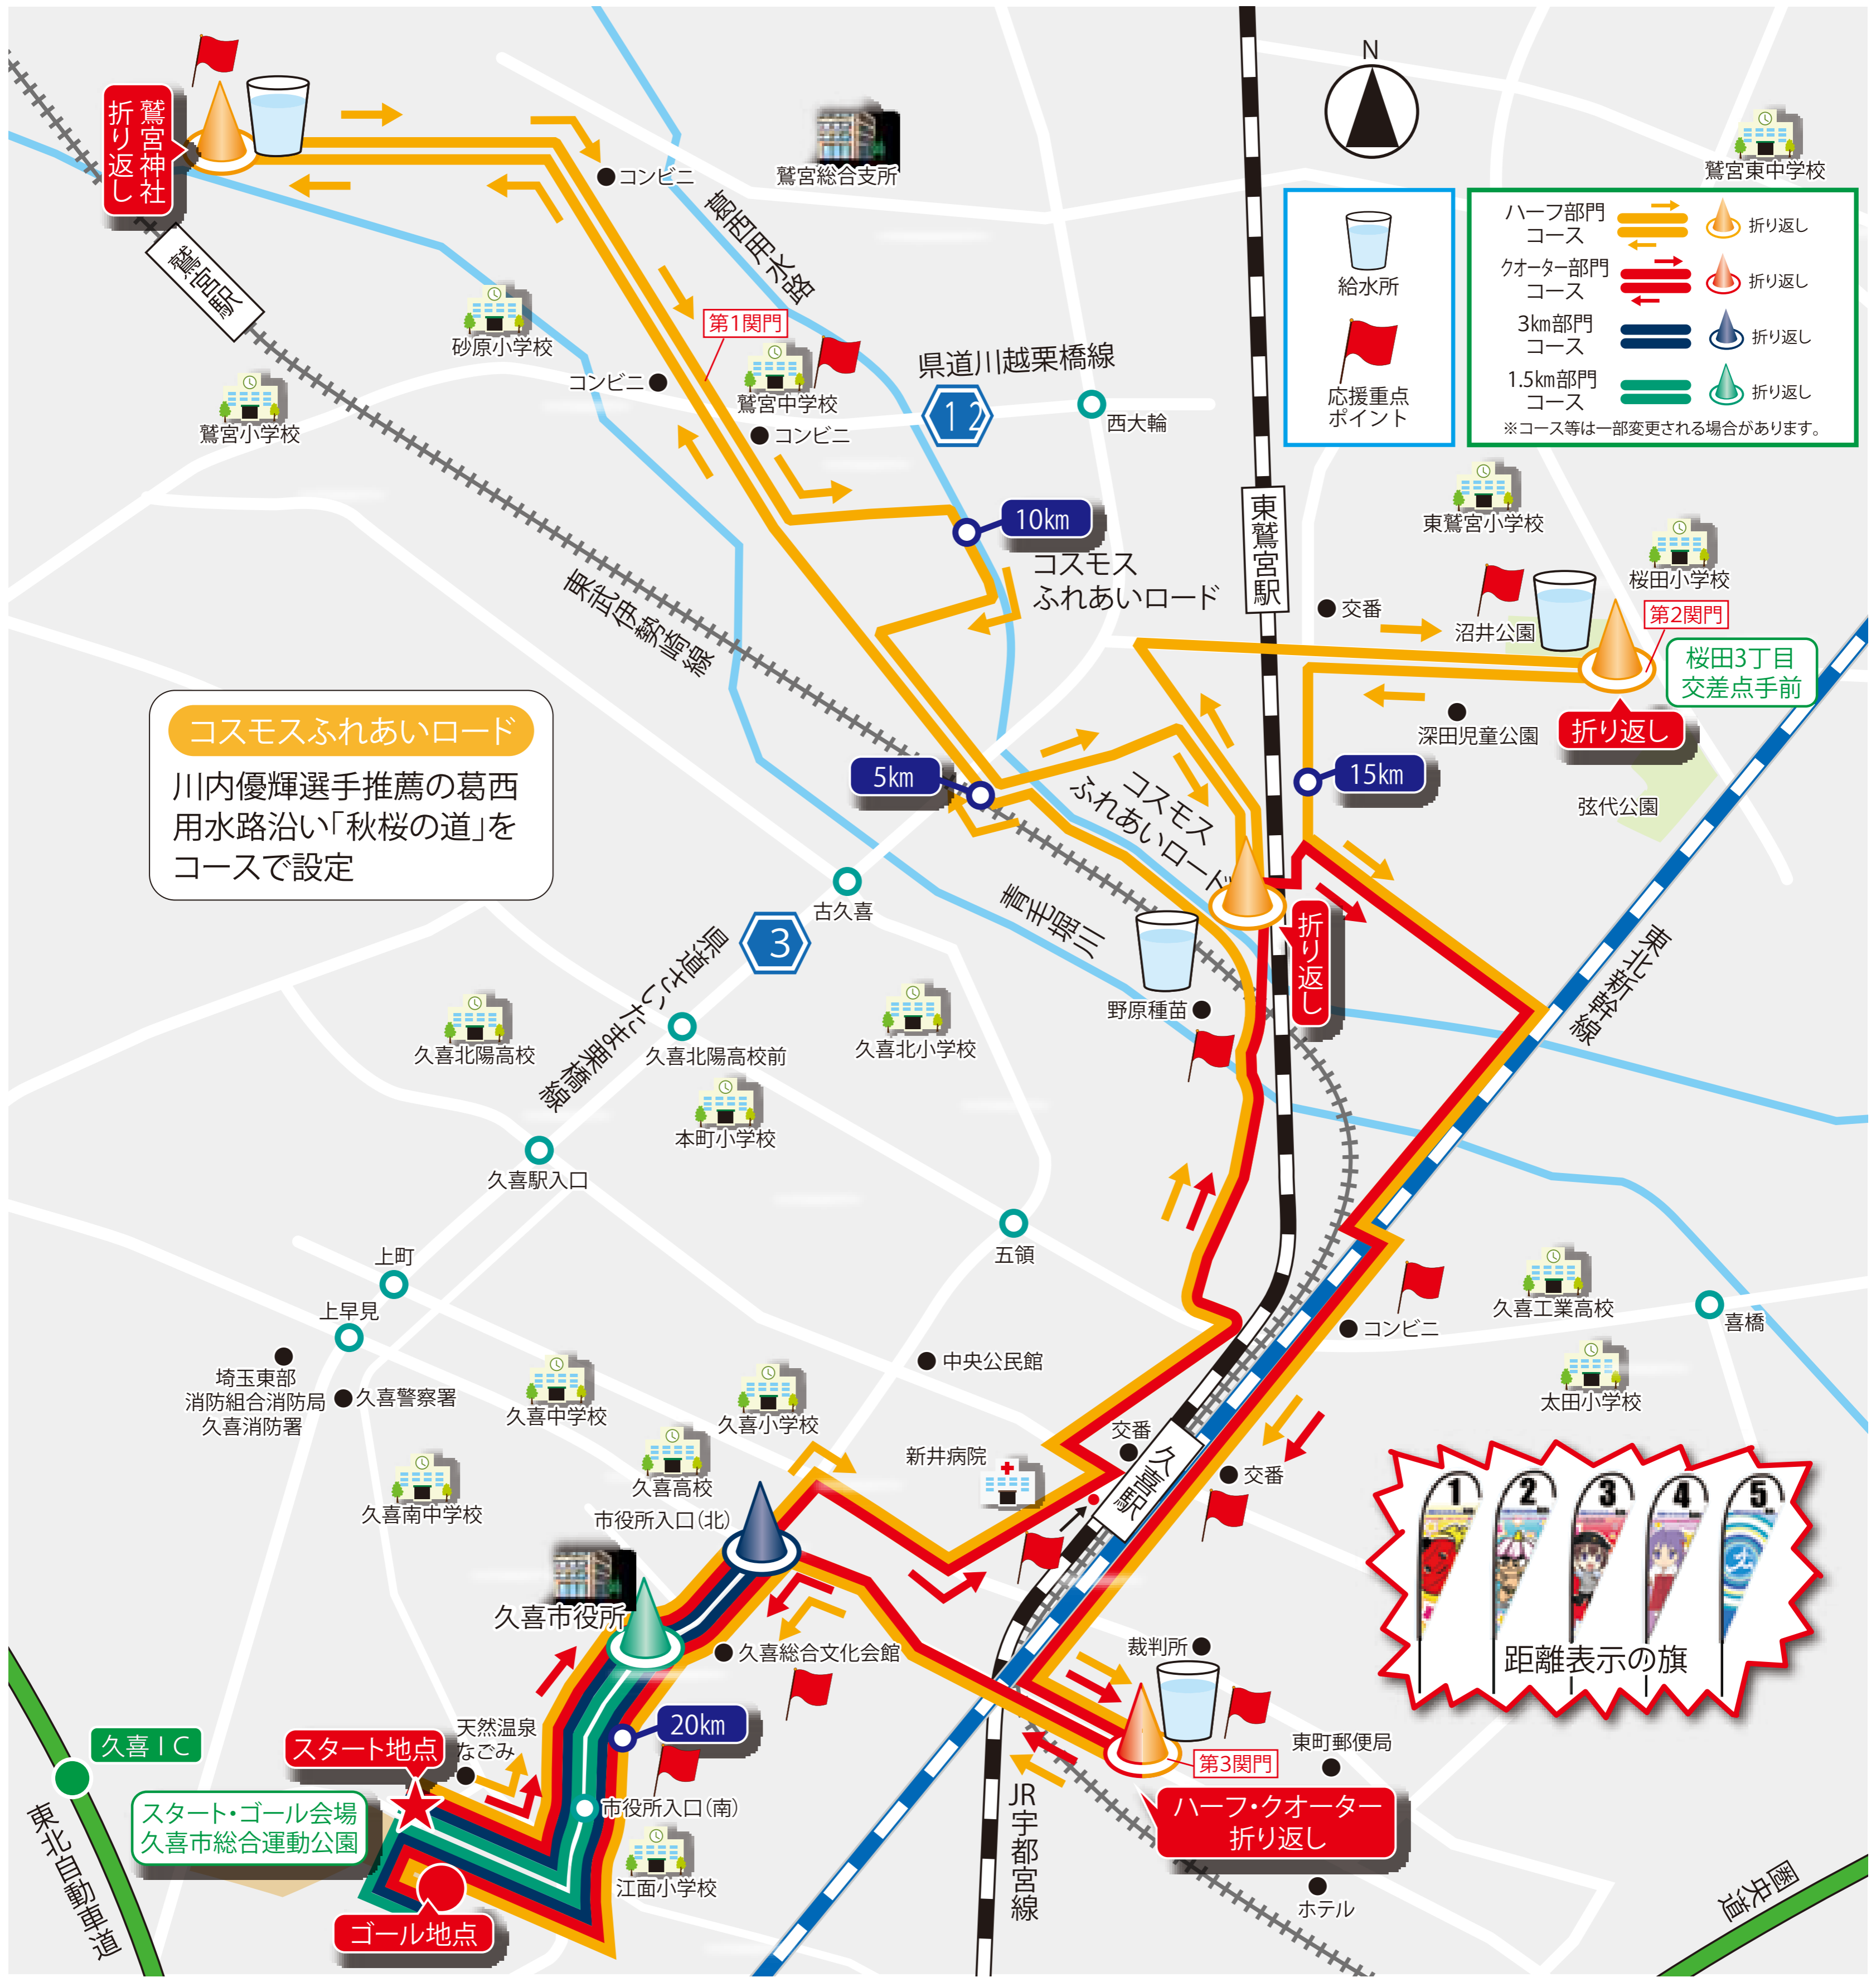 N
鷲宮神社
折り返し
コンビニ
鷲宮総合支所
鷲宮東中学校
給水所
応援重点
ポイント
ハーフ部門
コース
折り返し
クオーター部門
コース
折り返し
3km部門
コース
折り返し
1.5km部門
コース
折り返し
※コース等は一部変更される場合があります。
葛西用水路
鷲宮駅
砂原小学校
第1関門
コンビニ
鷲宮中学校
県道川越栗橋線
12
西大輪
鷲宮小学校
コンビニ
東鷲宮駅
東鷲宮小学校
10km
コスモス
ふれあいロード
桜田小学校
交番
沼井公園
第2関門
桜田3丁目
交差点手前
東武伊勢崎線
折り返し
深田児童公園
コスモスふれあいロード
川内優輝選手推薦の葛西
用水路沿い「秋桜の道」を
コースで設定
5km
15km
コスモス
ふれあいロード
弦代公園
古久喜
青毛堀川
折り返し
東北新幹線
3
県道さいたま栗橋線
野原種苗
久喜北陽高校
久喜北陽高校前
久喜北小学校
本町小学校
久喜駅入口
五領
上町
上早見
久喜工業高校
喜橋
コンビニ
埼玉東部
消防組合消防局
久喜消防署
久喜警察署
久喜中学校
久喜小学校
中央公民館
太田小学校
交番
久喜駅
交番
新井病院
久喜高校
久喜南中学校
市役所入口(北)
1
2
3
4
5
距離表示の旗
久喜市役所
久喜総合文化会館
裁判所
20km
天然温泉
なごみ
スタート地点
久喜IC
スタート・ゴール会場
久喜市総合運動公園
市役所入口(南)
江面小学校
ゴール地点
東北自動車道
第3関門
東町郵便局
ハーフ・クオーター
折り返し
JR宇都宮線
ホテル
圏央道